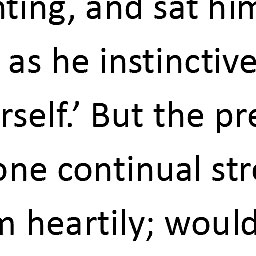 nting, and sat him
as he instinctive
rself.’ But the pre
one continual stre
m heartily; would